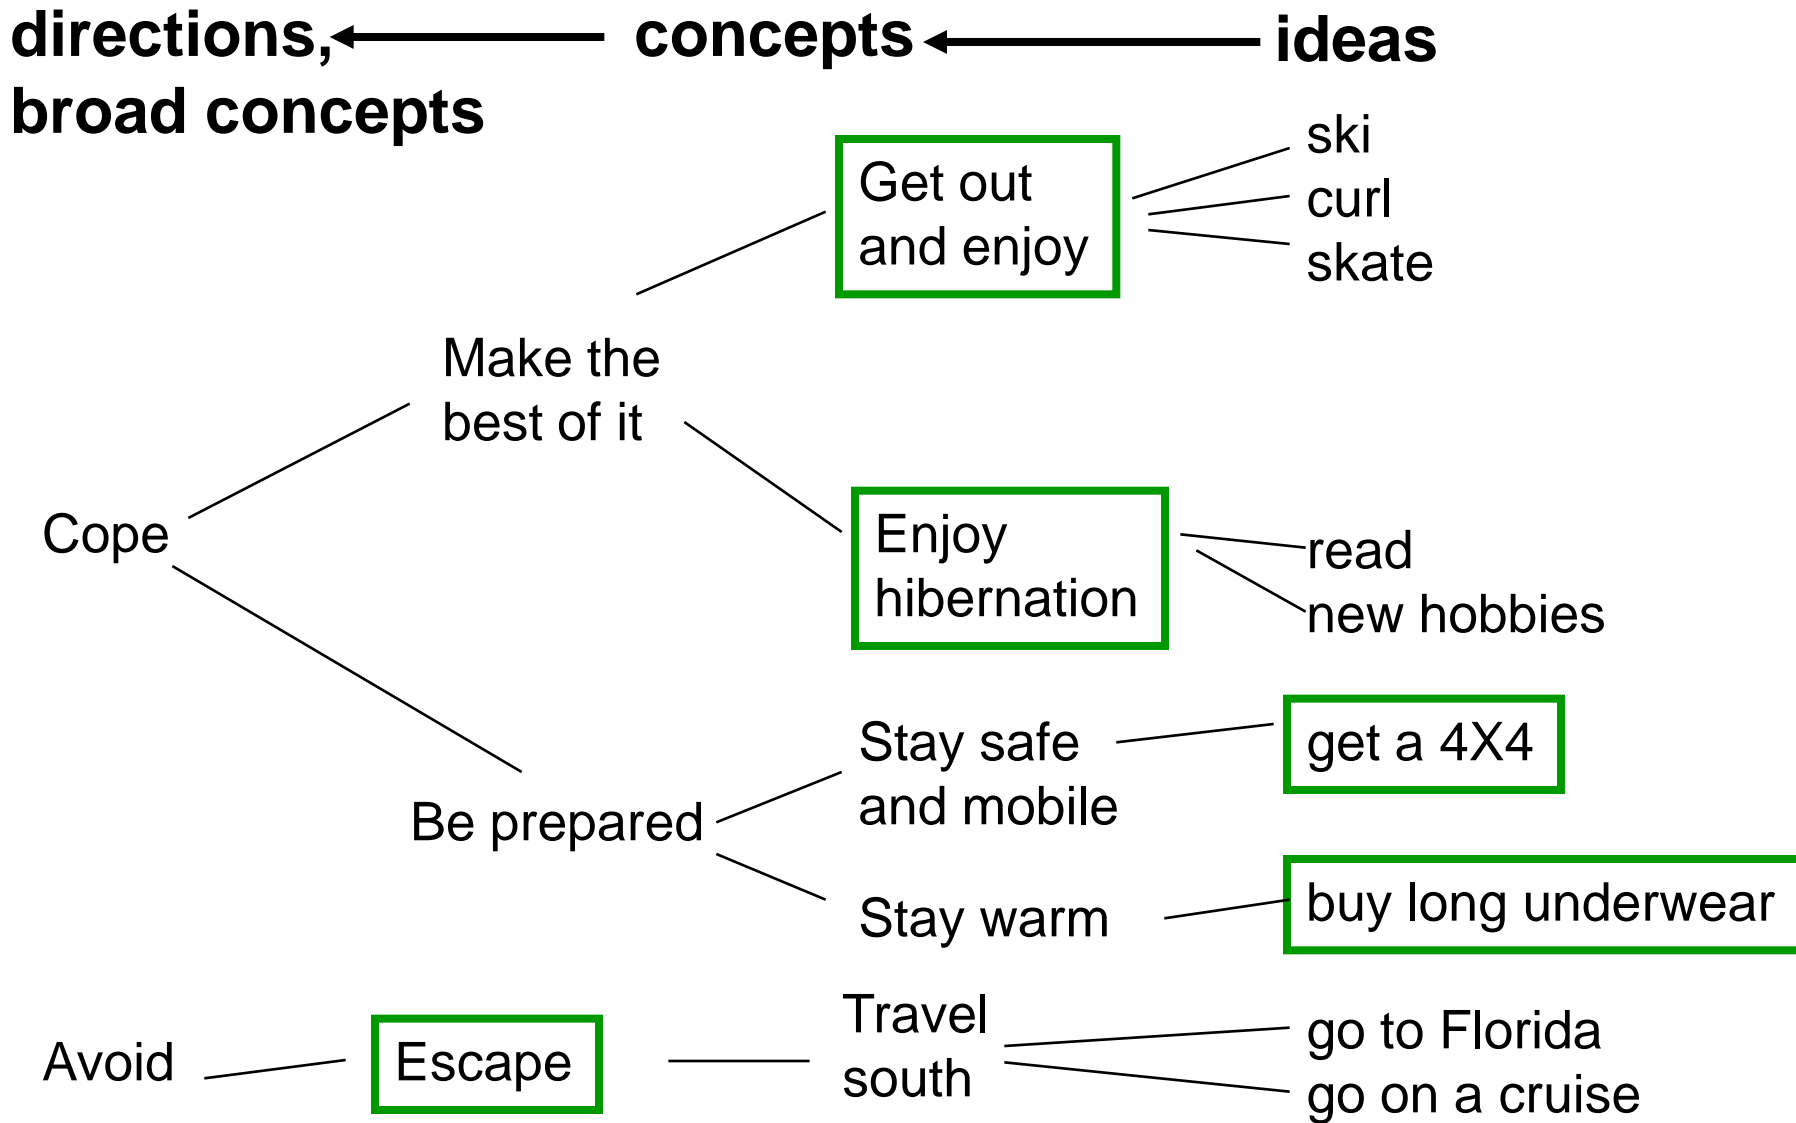 directions,
concepts
ideas
broad concepts
ski
Get out
curl
and enjoy
skate
Make the
best of it
Cope
Enjoy
read
hibernation
new hobbies
Stay safe
get a 4X4
and mobile
Be prepared
buy long underwear
Stay warm
Travel
go to Florida
Avoid
Escape
south
go on a cruise